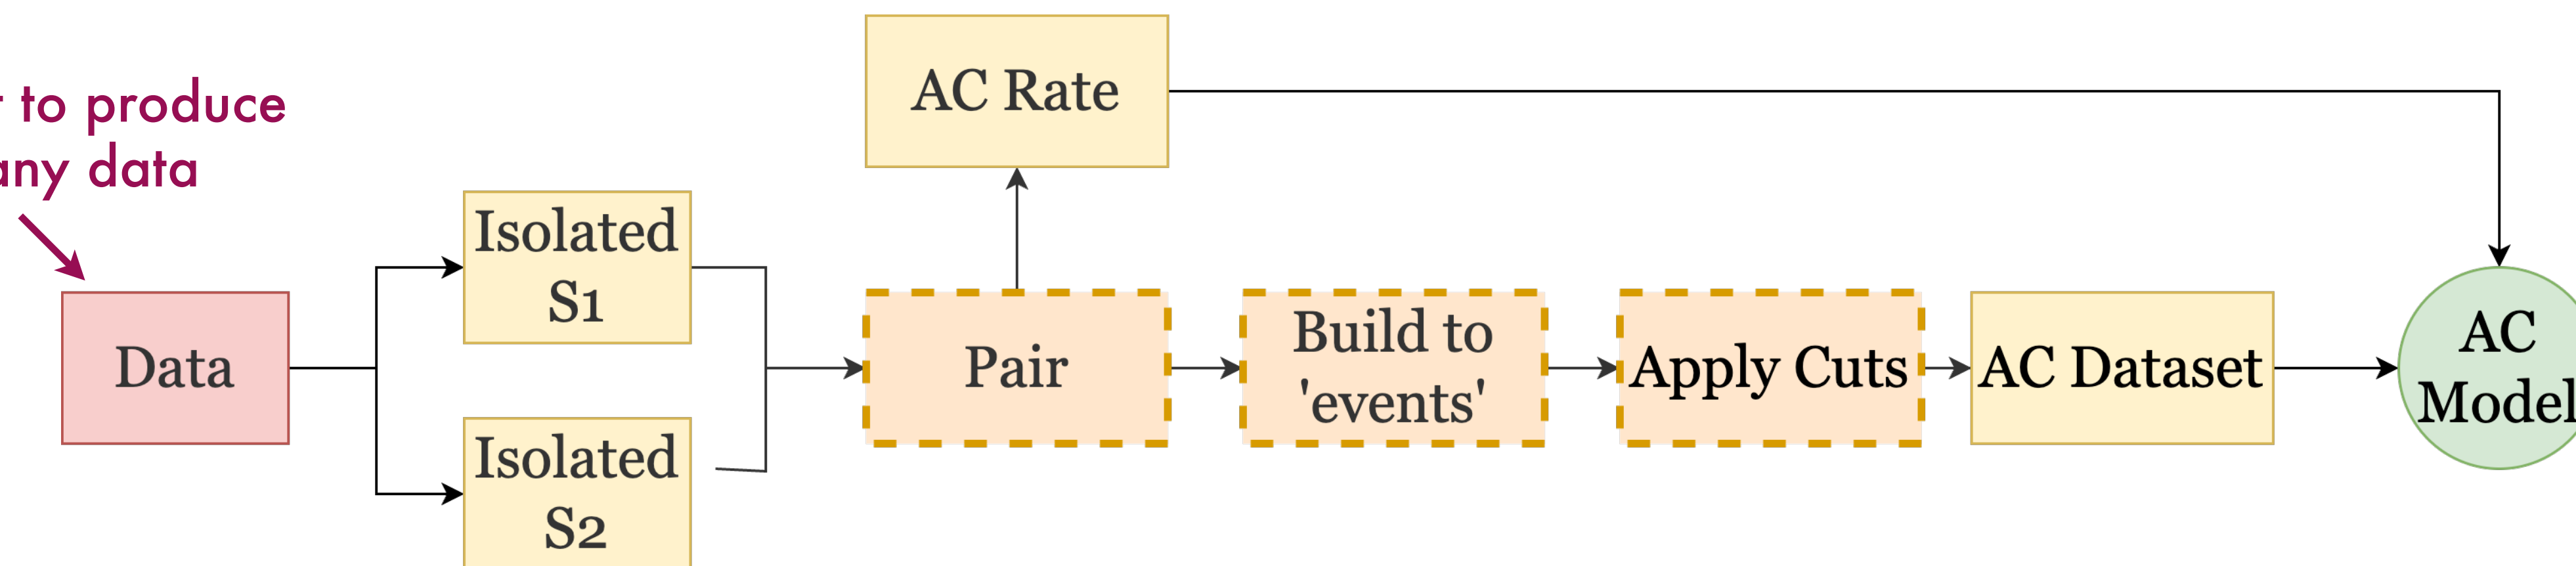 to produce
any data
AC Rate
Isolated
S1
Data
Isolated
S2
Pair
Build to
'events'
Apply Cuts
AC Dataset
AC
Model